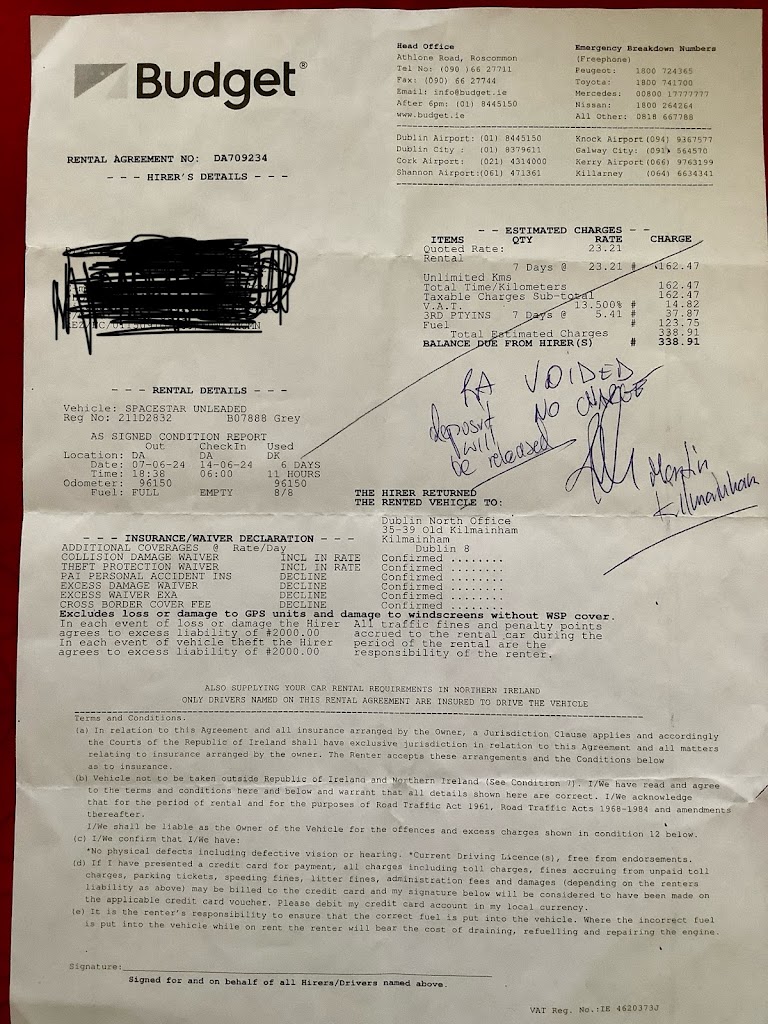 Budget®
Head Office
Athlone Road, Roscommon
Tel No: (090 )66 27711
Fax: (090) 66 27744
Email: info@budget.ie
After 6pm: (01) 8445150
www.budget.ie
Emergency Breakdown Numbers
(Freephone)
Peugeot: 1800 724365
Toyota: 1800 741700
Mercedes: 00800 17777777
Nissan: 1800 264264
All Other: 0818 667788
Dublin Airport: (01) 8445150 Knock Airport (094) 9367577
Dublin City : (01) 8379611 Galway City: (091) 564570
Cork Airport: (021) 4314000 Kerry Airport (066) 9763199
Shannon Airport:(061) 471361 Killarney (064) 6634341
RENTAL AGREEMENT NO: DA709234
- - - HIRER'S DETAILS - - -
- - ESTIMATED CHARGES - -
ITEMS QTY RATE CHARGE
Quoted Rate: 23.21
Rental
7 Days @ 23.21 # 162.47
Unlimited Kms
Total Time/Kilometers 162.47
Taxable Charges Sub-total 162.47
V.A.T. 13.500% # 14.82
3RD PTYINS 7 Days @ 5.41 # 37.87
Fuel # 123.75
Total Estimated Charges 338.91
BALANCE DUE FROM HIRER(S) # 338.91
RA VOIDED
deposit NO CHARGE
will
be released
Martin
Kilmainham
- - - RENTAL DETAILS - - -
Vehicle: SPACESTAR UNLEADED
Reg No: 211D2832 B07888 Grey
AS SIGNED CONDITION REPORT
Out CheckIn Used
Location: DA DA DK
Date: 07-06-24 14-06-24 6 DAYS
Time: 18:38 06:00 11 HOURS
Odometer: 96150 96150
Fuel: FULL EMPTY 8/8
THE HIRER RETURNED
THE RENTED VEHICLE TO:
Dublin North Office
35-39 Old Kilmainham
Kilmainham
Dublin 8
- - - INSURANCE/WAIVER DECLARATION - - -
ADDITIONAL COVERAGES @ Rate/Day
COLLISION DAMAGE WAIVER INCL IN RATE Confirmed ........
THEFT PROTECTION WAIVER INCL IN RATE Confirmed ........
PAI PERSONAL ACCIDENT INS DECLINE Confirmed ........
EXCESS DAMAGE WAIVER DECLINE Confirmed ........
EXCESS WAIVER EXA DECLINE Confirmed ........
CROSS BORDER COVER FEE DECLINE Confirmed ........
Excludes loss or damage to GPS units and damage to windscreens without WSP cover.
In each event of loss or damage the Hirer All traffic fines and penalty points
agrees to excess liability of #2000.00 accrued to the rental car during the
In each event of vehicle theft the Hirer period of the rental are the
agrees to excess liability of #2000.00 responsibility of the renter.
ALSO SUPPLYING YOUR CAR RENTAL REQUIREMENTS IN NORTHERN IRELAND
ONLY DRIVERS NAMED ON THIS RENTAL AGREEMENT ARE INSURED TO DRIVE THE VEHICLE
Terms and Conditions.
(a) In relation to this Agreement and all insurance arranged by the Owner, a Jurisdiction Clause applies and accordingly
the Courts of the Republic of Ireland shall have exclusive jurisdiction in relation to this Agreement and all matters
relating to insurance arranged by the owner. The Renter accepts these arrangements and the Conditions below
as to insurance.
(b) Vehicle not to be taken outside Republic of Ireland and Northern Ireland (See Condition 7). I/We have read and agree
to the terms and conditions here and below and warrant that all details shown here are correct. I/We acknowledge
that for the period of rental and for the purposes of Road Traffic Act 1961, Road Traffic Acts 1968-1984 and amendments
thereafter.
I/We shall be liable as the Owner of the Vehicle for the offences and excess charges shown in condition 12 below.
(c) I/We confirm that I/We have:
*No physical defects including defective vision or hearing. *Current Driving Licence(s), free from endorsements.
(d) If I have presented a credit card for payment, all charges including toll charges, fines accruing from unpaid toll
charges, parking tickets, speeding fines, litter fines, administration fees and damages (depending on the renters
liability as above) may be billed to the credit card and my signature below will be considered to have been made on
the applicable credit card voucher. Please debit my credit card account in my local currency.
(e) It is the renter's responsibility to ensure that the correct fuel is put into the vehicle. Where the incorrect fuel
is put into the vehicle while on rent the renter will bear the cost of draining, refuelling and repairing the engine.
Signature:
Signed for and on behalf of all Hirers/Drivers named above.
VAT Reg. No.:IE 4620373J